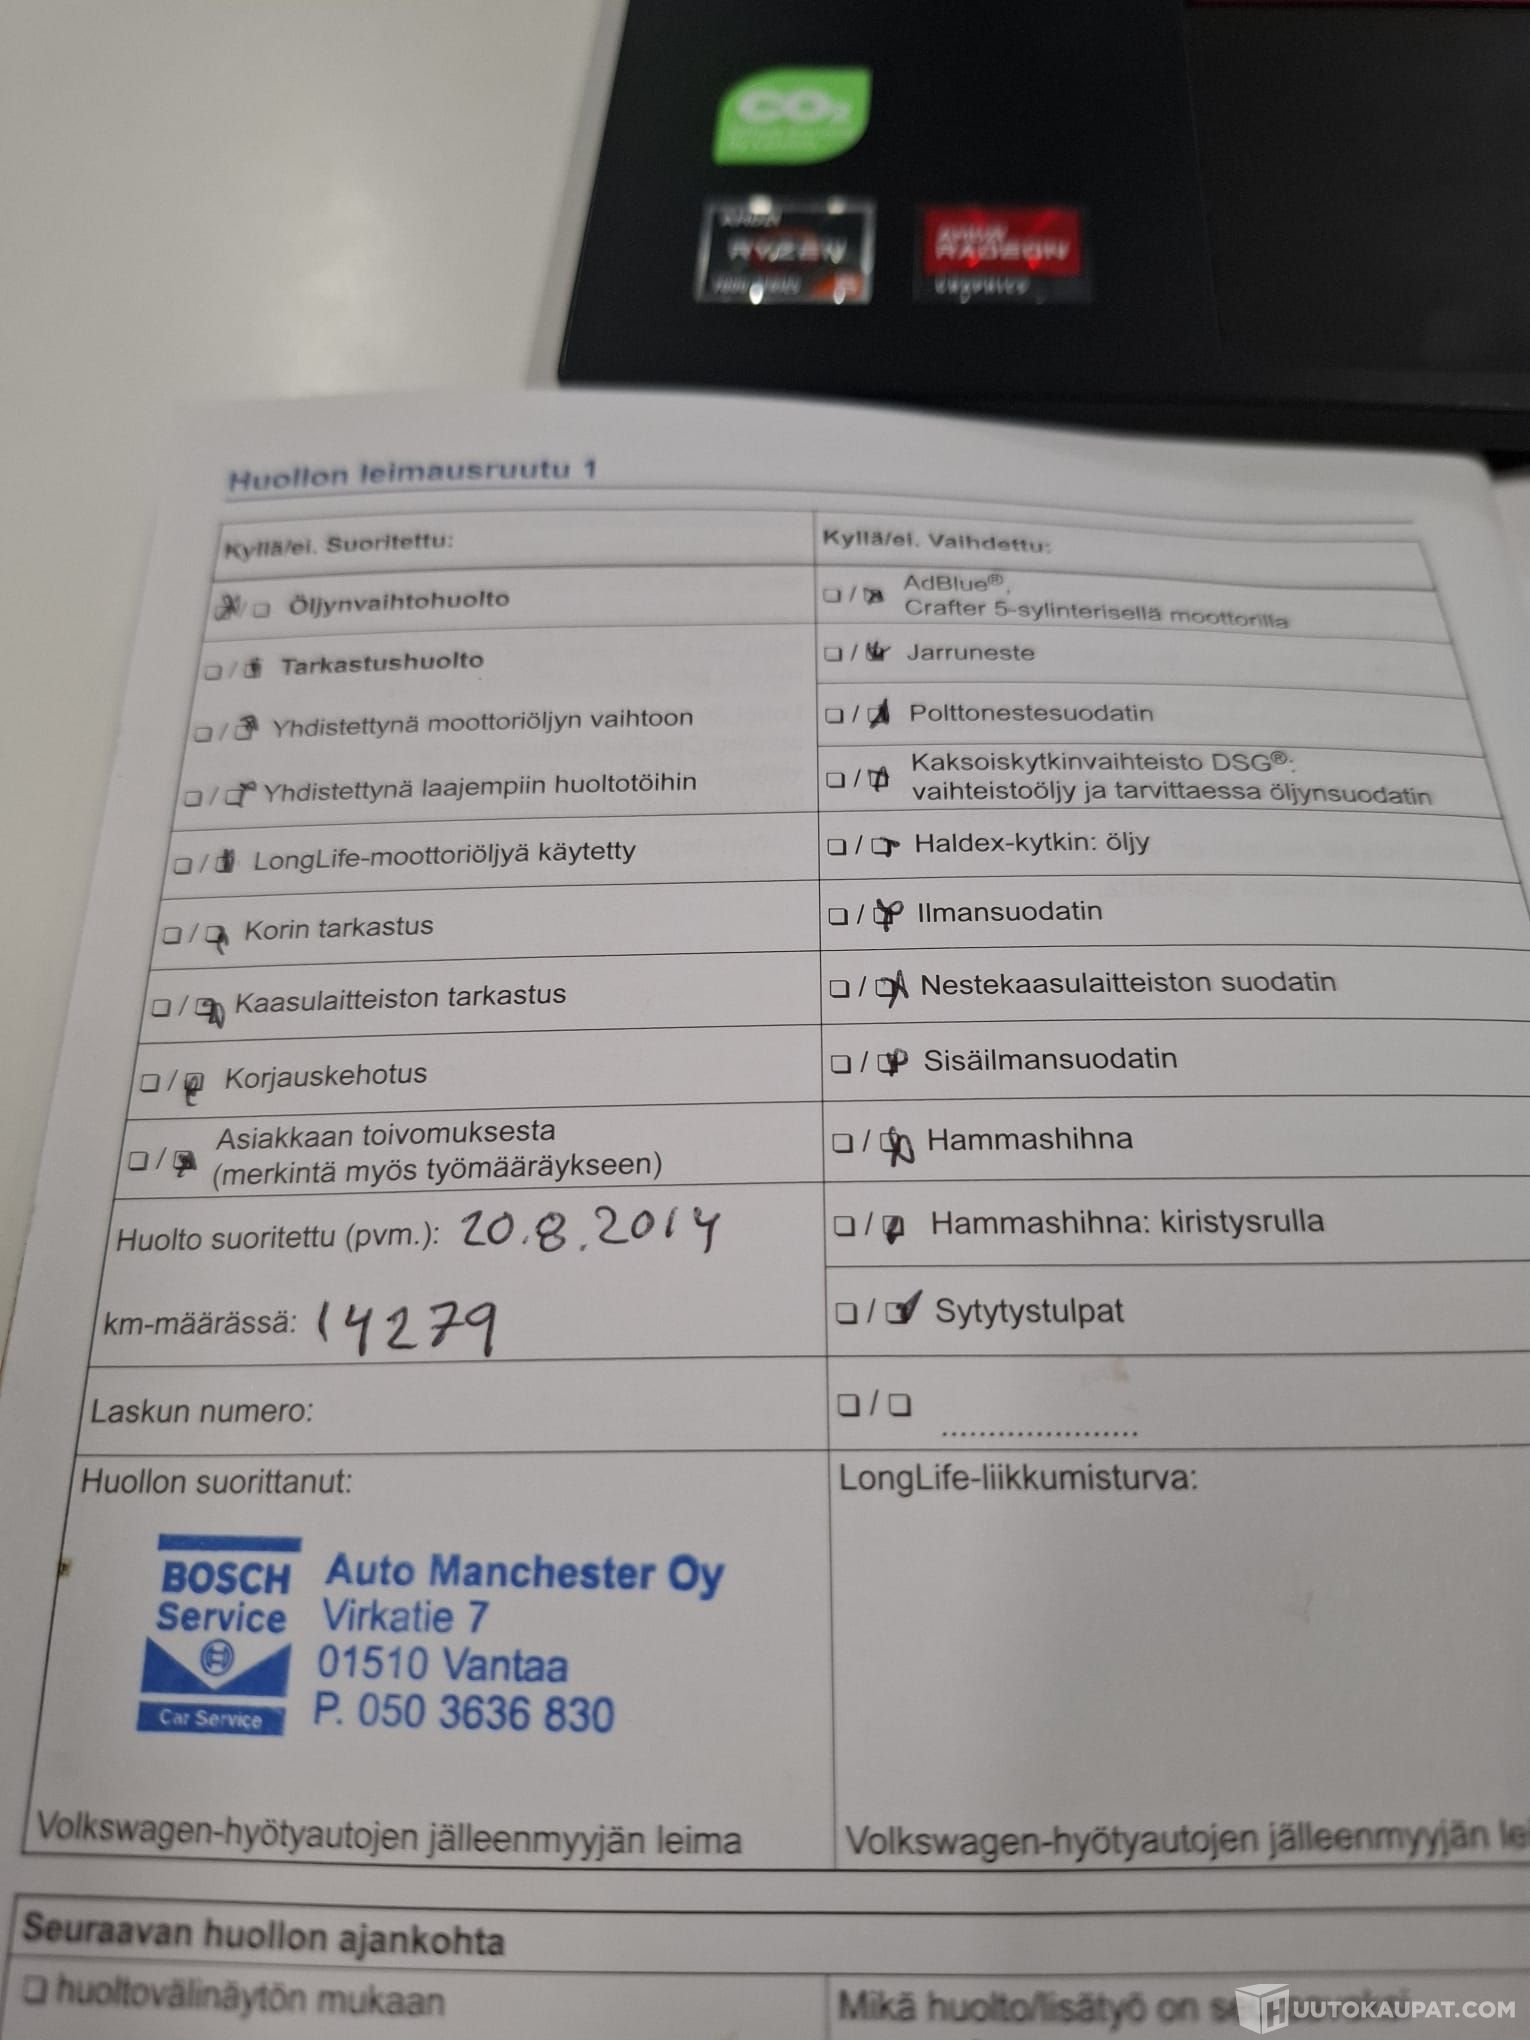 CO2
AMD
RYZEN
RADEON
Huollon leimausruutu 1
Kyllä/ei. Suoritettu:
Kyllä/ei. Vaihdettu:
Öljynvaihtohuolto
AdBlue®,
Crafter 5-sylinterisellä moottorilla
Tarkastushuolto
Jarruneste
Yhdistettynä moottoriöljyn vaihtoon
Polttonestesuodatin
Yhdistettynä laajempiin huoltotöihin
Kaksoiskytkinvaihteisto DSG®:
vaihteistoöljy ja tarvittaessa öljynsuodatin
LongLife-moottoriöljyä käytetty
Haldex-kytkin: öljy
Korin tarkastus
Ilmansuodatin
Kaasulaitteiston tarkastus
Nestekaasulaitteiston suodatin
Korjauskehotus
Sisäilmansuodatin
Asiakkaan toivomuksesta
(merkintä myös työmääräykseen)
Hammashihna
Huolto suoritettu (pvm.): 20.8.2014
Hammashihna: kiristysrulla
km-määrässä: 14279
Sytytystulpat
Laskun numero:
Huollon suorittanut:
LongLife-liikkumisturva:
BOSCH
Service
Car Service
Auto Manchester Oy
Virkatie 7
01510 Vantaa
P. 050 3636 830
Volkswagen-hyötyautojen jälleenmyyjän leima
Volkswagen-hyötyautojen jälleenmyyjän lei
Seuraavan huollon ajankohta
huoltovälinäytön mukaan
Mikä huolto/lisätyö on
HUUTOKAUPAT.COM